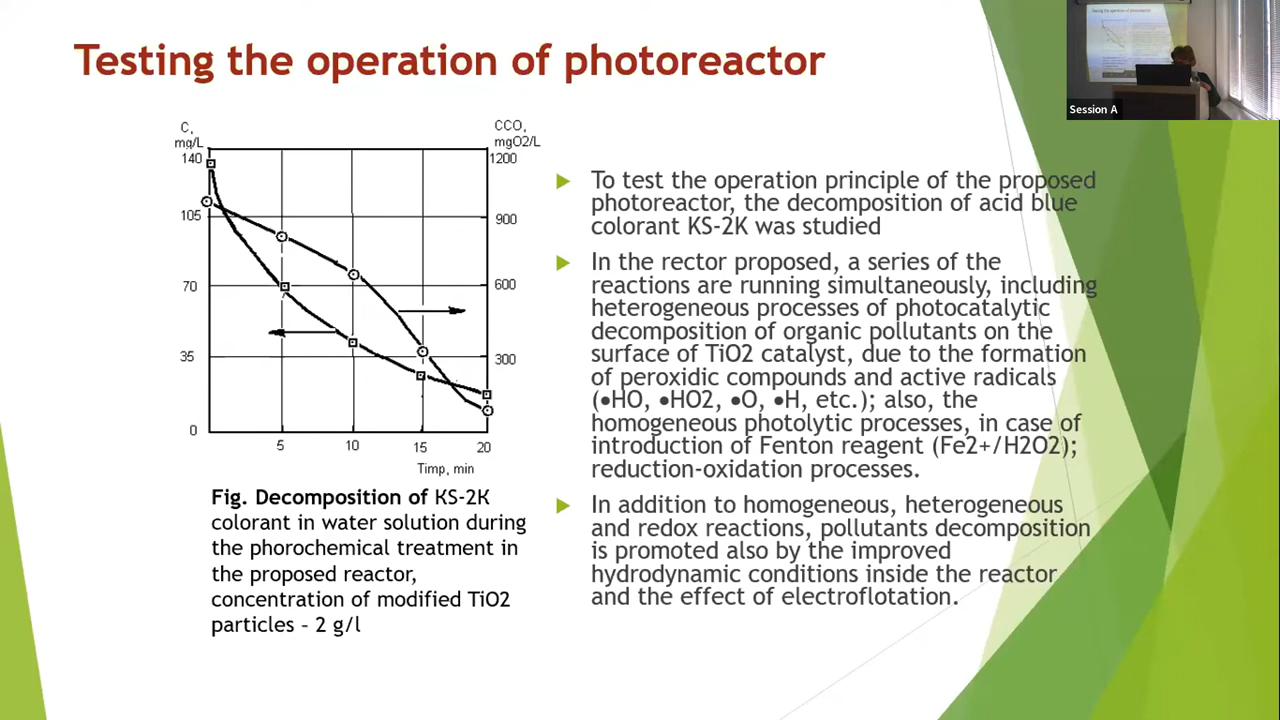 Testing the operation of photoreactor
Session A
C,
mg/L
CCO,
mgO2/L
140
105
70
35
0
1200
900
600
300
5
10
15
20
Timp, min
Fig. Decomposition of KS-2K
colorant in water solution during
the phorochemical treatment in
the proposed reactor,
concentration of modified TiO2
particles – 2 g/l
To test the operation principle of the proposed
photoreactor, the decomposition of acid blue
colorant KS-2K was studied
In the rector proposed, a series of the
reactions are running simultaneously, including
heterogeneous processes of photocatalytic
decomposition of organic pollutants on the
surface of TiO2 catalyst, due to the formation
of peroxidic compounds and active radicals
(•HO, •HO2, •O, •H, etc.); also, the
homogeneous photolytic processes, in case of
introduction of Fenton reagent (Fe2+/H2O2);
reduction-oxidation processes.
In addition to homogeneous, heterogeneous
and redox reactions, pollutants decomposition
is promoted also by the improved
hydrodynamic conditions inside the reactor
and the effect of electroflotation.